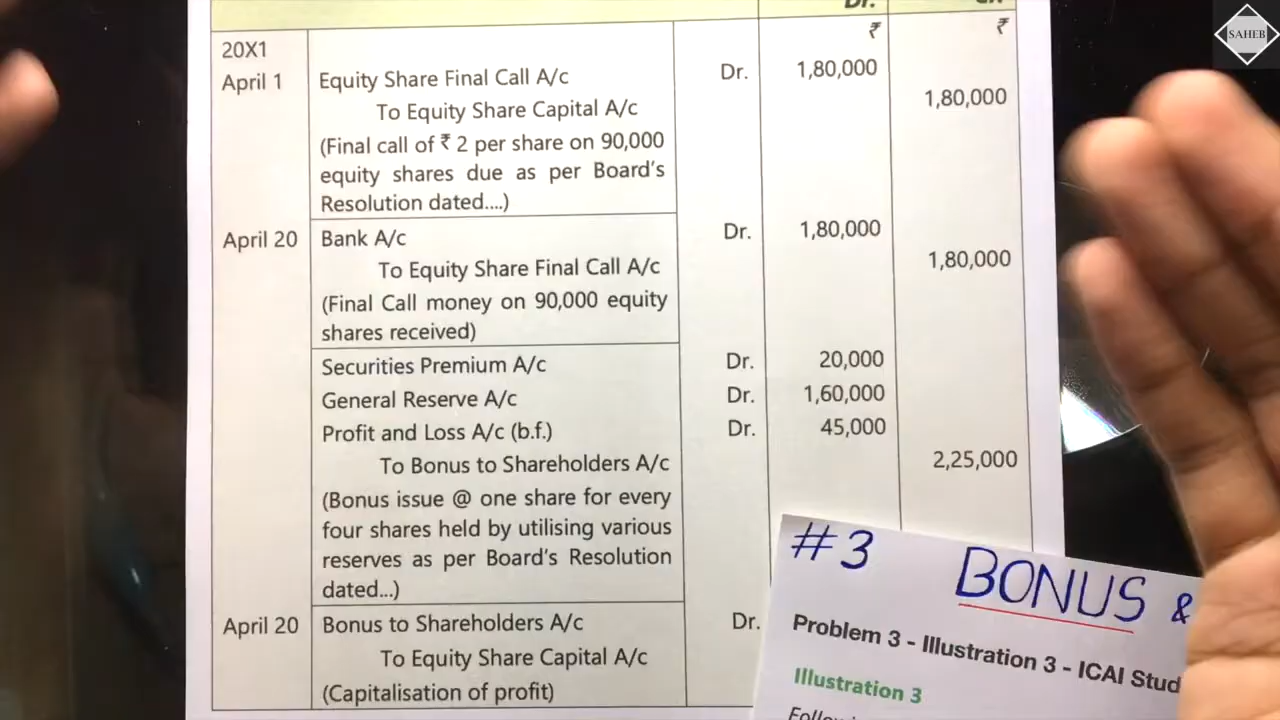 Dr.
₹ ₹
20X1
April 1 Equity Share Final Call A/c Dr. 1,80,000
To Equity Share Capital A/c 1,80,000
(Final call of ₹ 2 per share on 90,000
equity shares due as per Board's
Resolution dated....)
April 20 Bank A/c Dr. 1,80,000
To Equity Share Final Call A/c 1,80,000
(Final Call money on 90,000 equity
shares received)
Securities Premium A/c Dr. 20,000
General Reserve A/c Dr. 1,60,000
Profit and Loss A/c (b.f.) Dr. 45,000
To Bonus to Shareholders A/c 2,25,000
(Bonus issue @ one share for every
four shares held by utilising various
reserves as per Board's Resolution
dated...)
April 20 Bonus to Shareholders A/c Dr.
To Equity Share Capital A/c
(Capitalisation of profit)
#3 BONUS &
Problem 3 - Illustration 3 - ICAI Stud
Illustration 3
SAHEB